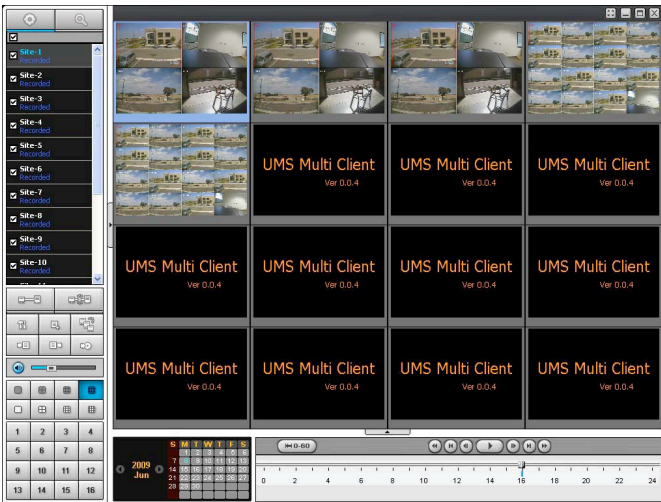 Site-1
Recorded
Site-2
Recorded
Site-3
Recorded
Site-4
Recorded
Site-5
Recorded
Site-6
Recorded
Site-7
Recorded
Site-8
Recorded
Site-9
Recorded
Site-10
Recorded
UMS Multi Client
Ver 0.0.4
UMS Multi Client
Ver 0.0.4
UMS Multi Client
Ver 0.0.4
UMS Multi Client
Ver 0.0.4
UMS Multi Client
Ver 0.0.4
UMS Multi Client
Ver 0.0.4
UMS Multi Client
Ver 0.0.4
UMS Multi Client
Ver 0.0.4
UMS Multi Client
Ver 0.0.4
UMS Multi Client
Ver 0.0.4
UMS Multi Client
Ver 0.0.4
1 2 3 4
5 6 7 8
9 10 11 12
13 14 15 16
2009
Jun
S M T W T F S
1 2 3 4 5 6
7 8 9 10 11 12 13
14 15 16 17 18 19 20
21 22 23 24 25 26 27
28 29 30
0-60
0 2 4 6 8 10 12 14 16 18 20 22 24